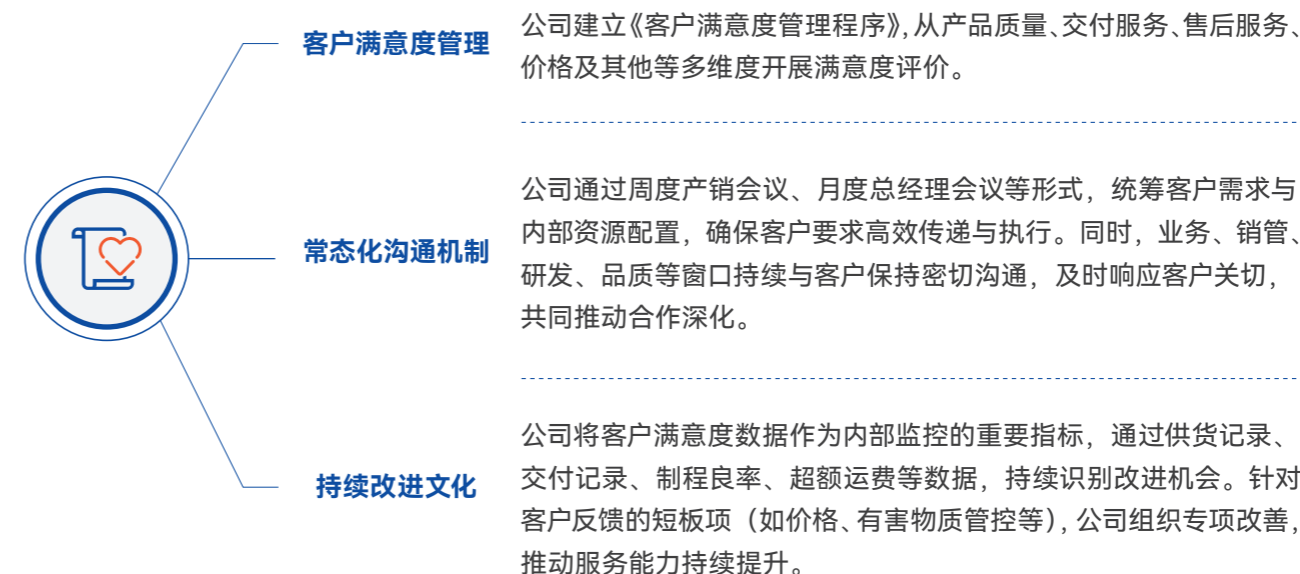 客户满意度管理
公司建立《客户满意度管理程序》,从产品质量、交付服务、售后服务、
价格及其他等多维度开展满意度评价。
常态化沟通机制
公司通过周度产销会议、月度总经理会议等形式，统筹客户需求与
内部资源配置，确保客户要求高效传递与执行。同时，业务、销管、
研发、品质等窗口持续与客户保持密切沟通，及时响应客户关切，
共同推动合作深化。
持续改进文化
公司将客户满意度数据作为内部监控的重要指标，通过供货记录、
交付记录、制程良率、超额运费等数据，持续识别改进机会。针对
客户反馈的短板项（如价格、有害物质管控等）,公司组织专项改善，
推动服务能力持续提升。